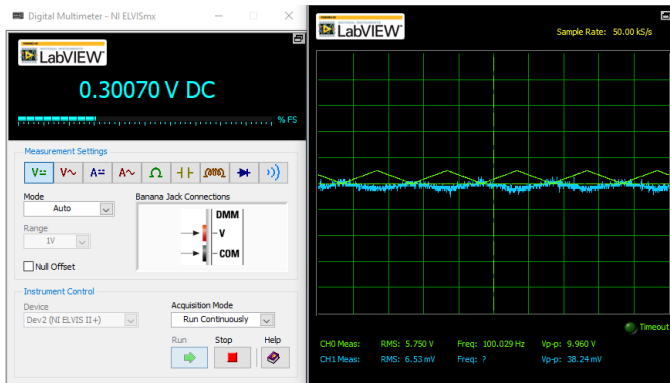 Digital Multimeter - NI ELVISmx
LabVIEW
0.30070 V DC
% FS
Measurement Settings
V= V~ A= A~ Ω
Mode
Auto
Banana Jack Connections
DMM
V
COM
Range
1V
Null Offset
Instrument Control
Device
Dev2 (NI ELVIS II+)
Acquisition Mode
Run Continuously
Run Stop Help
LabVIEW
Sample Rate: 50.00 kS/s
Timeout
CH0 Meas: RMS: 5.750 V Freq: 100.029 Hz Vp-p: 9.960 V
CH1 Meas: RMS: 6.53 mV Freq: ? Vp-p: 38.24 mV